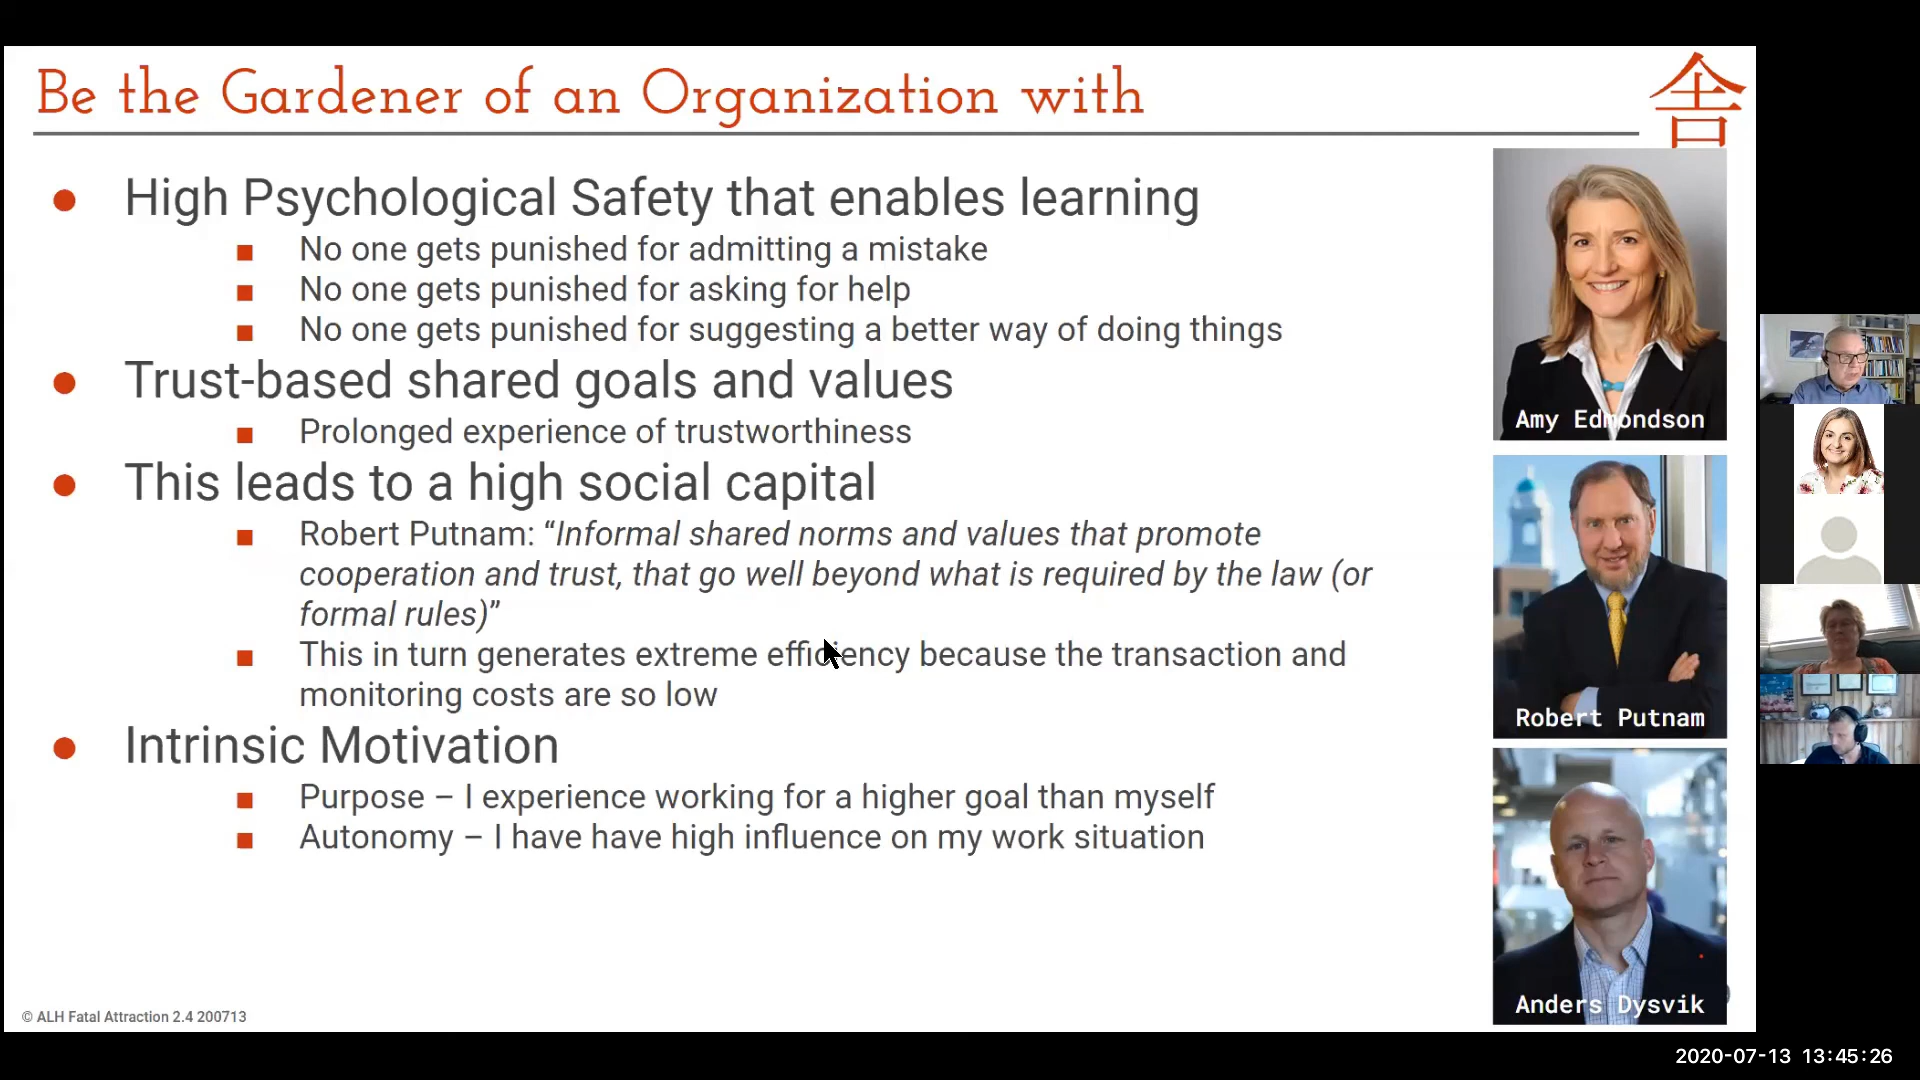 Be the Gardener of an Organization with
舎
● High Psychological Safety that enables learning
■ No one gets punished for admitting a mistake
■ No one gets punished for asking for help
■ No one gets punished for suggesting a better way of doing things
● Trust-based shared goals and values
■ Prolonged experience of trustworthiness
● This leads to a high social capital
■ Robert Putnam: “Informal shared norms and values that promote
cooperation and trust, that go well beyond what is required by the law (or
formal rules)”
■ This in turn generates extreme efficiency because the transaction and
monitoring costs are so low
● Intrinsic Motivation
■ Purpose – I experience working for a higher goal than myself
■ Autonomy – I have have high influence on my work situation
Amy Edmondson
Robert Putnam
Anders Dysvik
© ALH Fatal Attraction 2.4 200713
2020-07-13 13:45:26